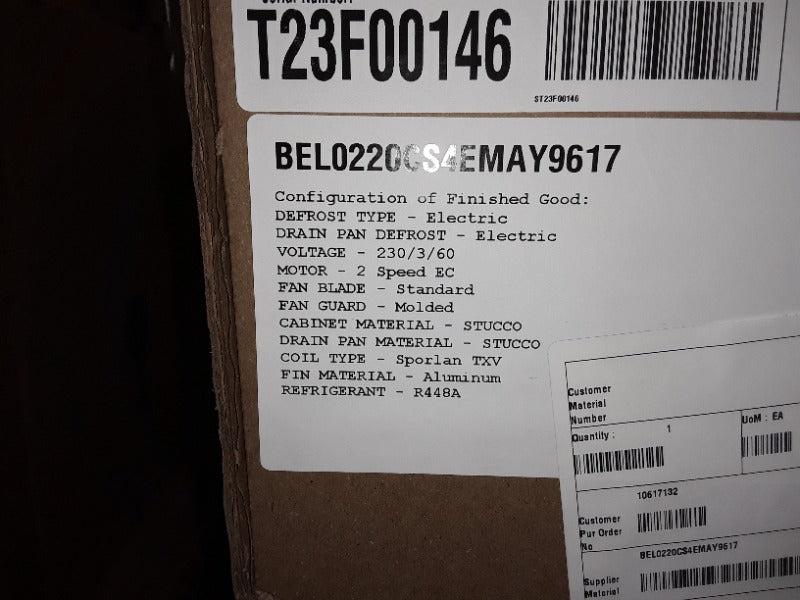 Serial Number:
T23F00146
ST23F00146
BEL0220CS4EMAY9617
Configuration of Finished Good:
DEFROST TYPE - Electric
DRAIN PAN DEFROST - Electric
VOLTAGE - 230/3/60
MOTOR - 2 Speed EC
FAN BLADE - Standard
FAN GUARD - Molded
CABINET MATERIAL - STUCCO
DRAIN PAN MATERIAL - STUCCO
COIL TYPE - Sporlan TXV
FIN MATERIAL - Aluminum
REFRIGERANT - R448A
Customer
Material
Number
Quantity : 1
UoM : EA
10617132
Customer
Pur Order
No
BEL0220CS4EMAY9617
Supplier
Material